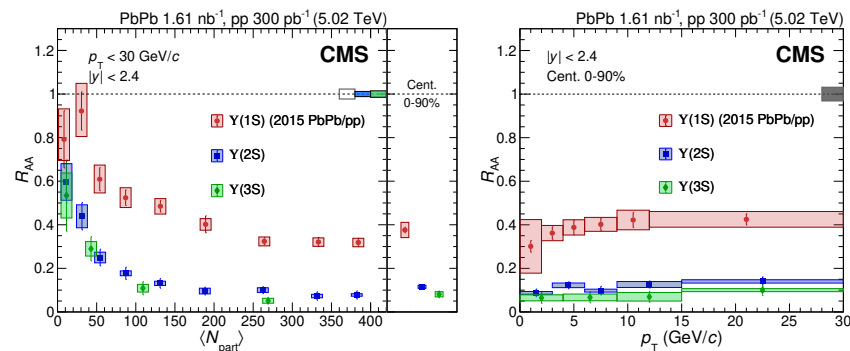 PbPb 1.61 nb⁻¹, pp 300 pb⁻¹ (5.02 TeV)
1.2
1
0.8
0.6
0.4
0.2
0
R_AA
p_T < 30 GeV/c
|y| < 2.4
CMS
Cent.
0-90%
Υ(1S) (2015 PbPb/pp)
Υ(2S)
Υ(3S)
0 50 100 150 200 250 300 350 400
⟨N_part⟩
PbPb 1.61 nb⁻¹, pp 300 pb⁻¹ (5.02 TeV)
1.2
1
0.8
0.6
0.4
0.2
0
R_AA
|y| < 2.4
Cent. 0-90%
CMS
Υ(1S) (2015 PbPb/pp)
Υ(2S)
Υ(3S)
0 5 10 15 20 25 30
p_T (GeV/c)